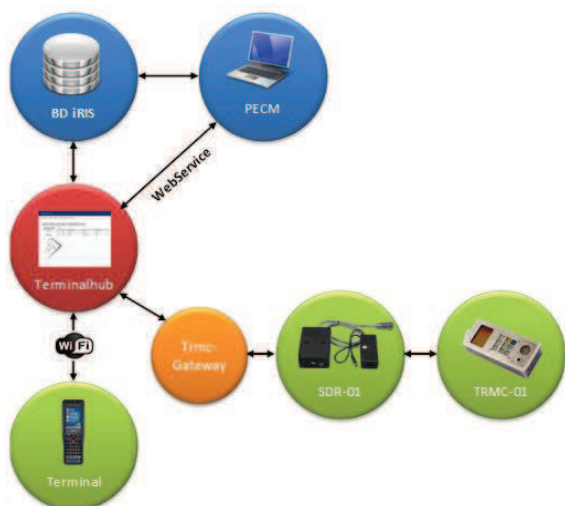 BD iRIS
PECM
WebService
Terminalhub
WiFi
Trmc-
Gateway
SDR-01
TRMC-01
Terminal